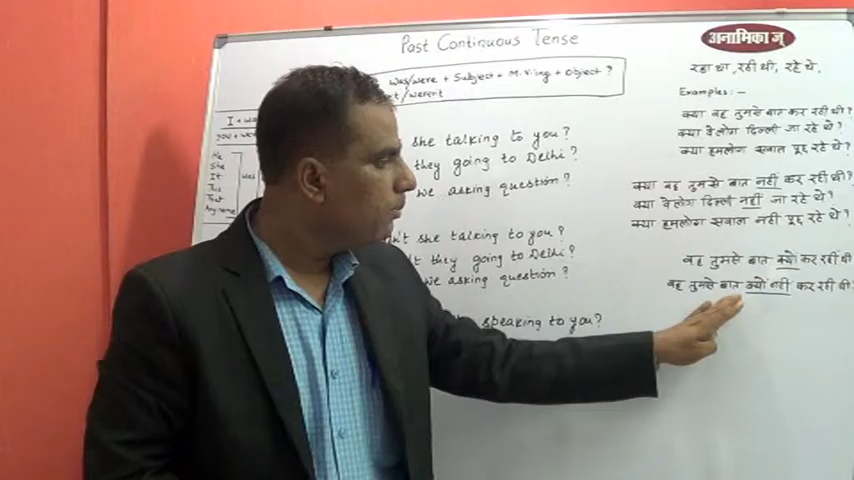 Past Continuous Tense
अनामिका ज्
was/were + Subject + M.V.ing + Object ?
n't / weren't
रहा था, रही थी, रहे थे,
Examples:-
I + wa
you + wer
He
She
It
This
That
Any name
was
she talking to you?
they going to Delhi?
we asking question?
क्या वह तुमसे बात कर रही थी?
क्या वे लोग दिल्ली जा रहे थे?
क्या हमलोग सवाल पूछ रहे थे?
n't she talking to you?
't they going to Delhi?
we asking question?
क्या वह तुमसे बात नहीं कर रही थी?
क्या वे लोग दिल्ली नहीं जा रहे थे?
क्या हमलोग सवाल नहीं पूछ रहे थे?
speaking to you?
वह तुमसे बात क्यों कर रही थी
वह तुमसे बात क्यों नहीं कर रही थी